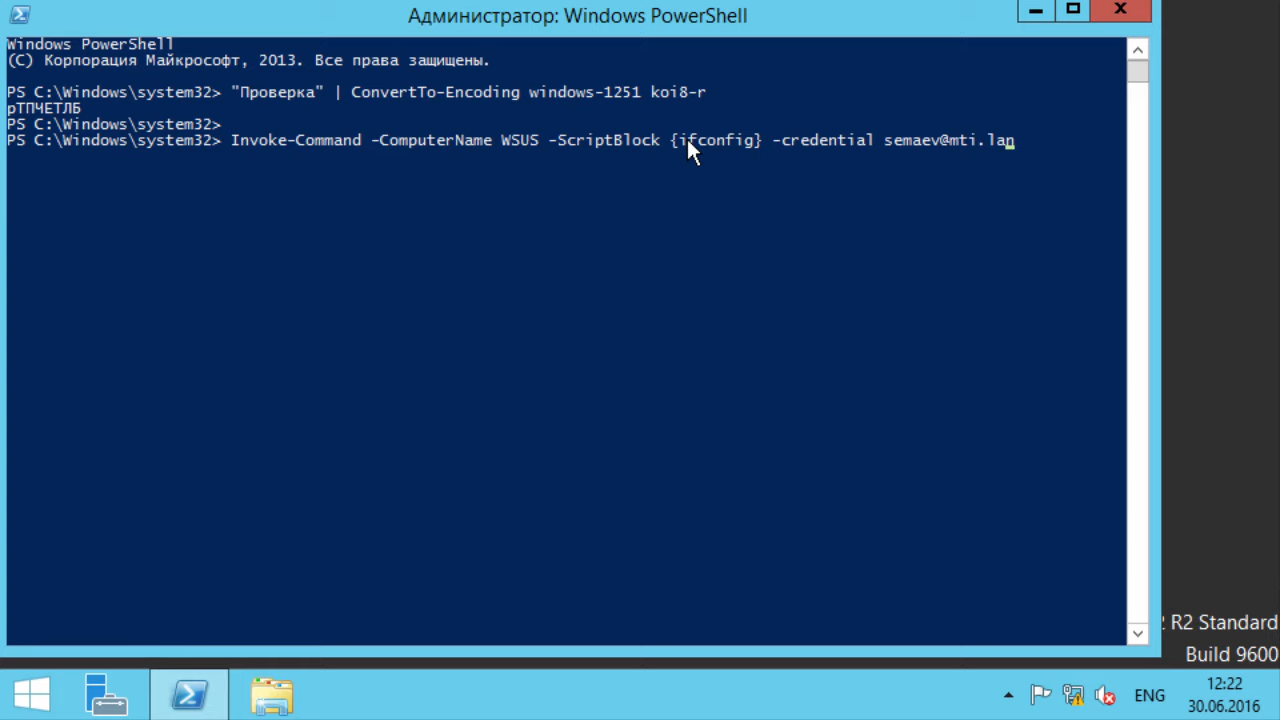 Администратор: Windows PowerShell
Windows PowerShell
(C) Корпорация Майкрософт, 2013. Все права защищены.
PS C:\Windows\system32> "Проверка" | ConvertTo-Encoding windows-1251 koi8-r
рТПЧЕТЛБ
PS C:\Windows\system32>
PS C:\Windows\system32> Invoke-Command -ComputerName WSUS -ScriptBlock {ifconfig} -credential semaev@mti.lan
2 R2 Standard
Build 9600
ENG
12:22
30.06.2016